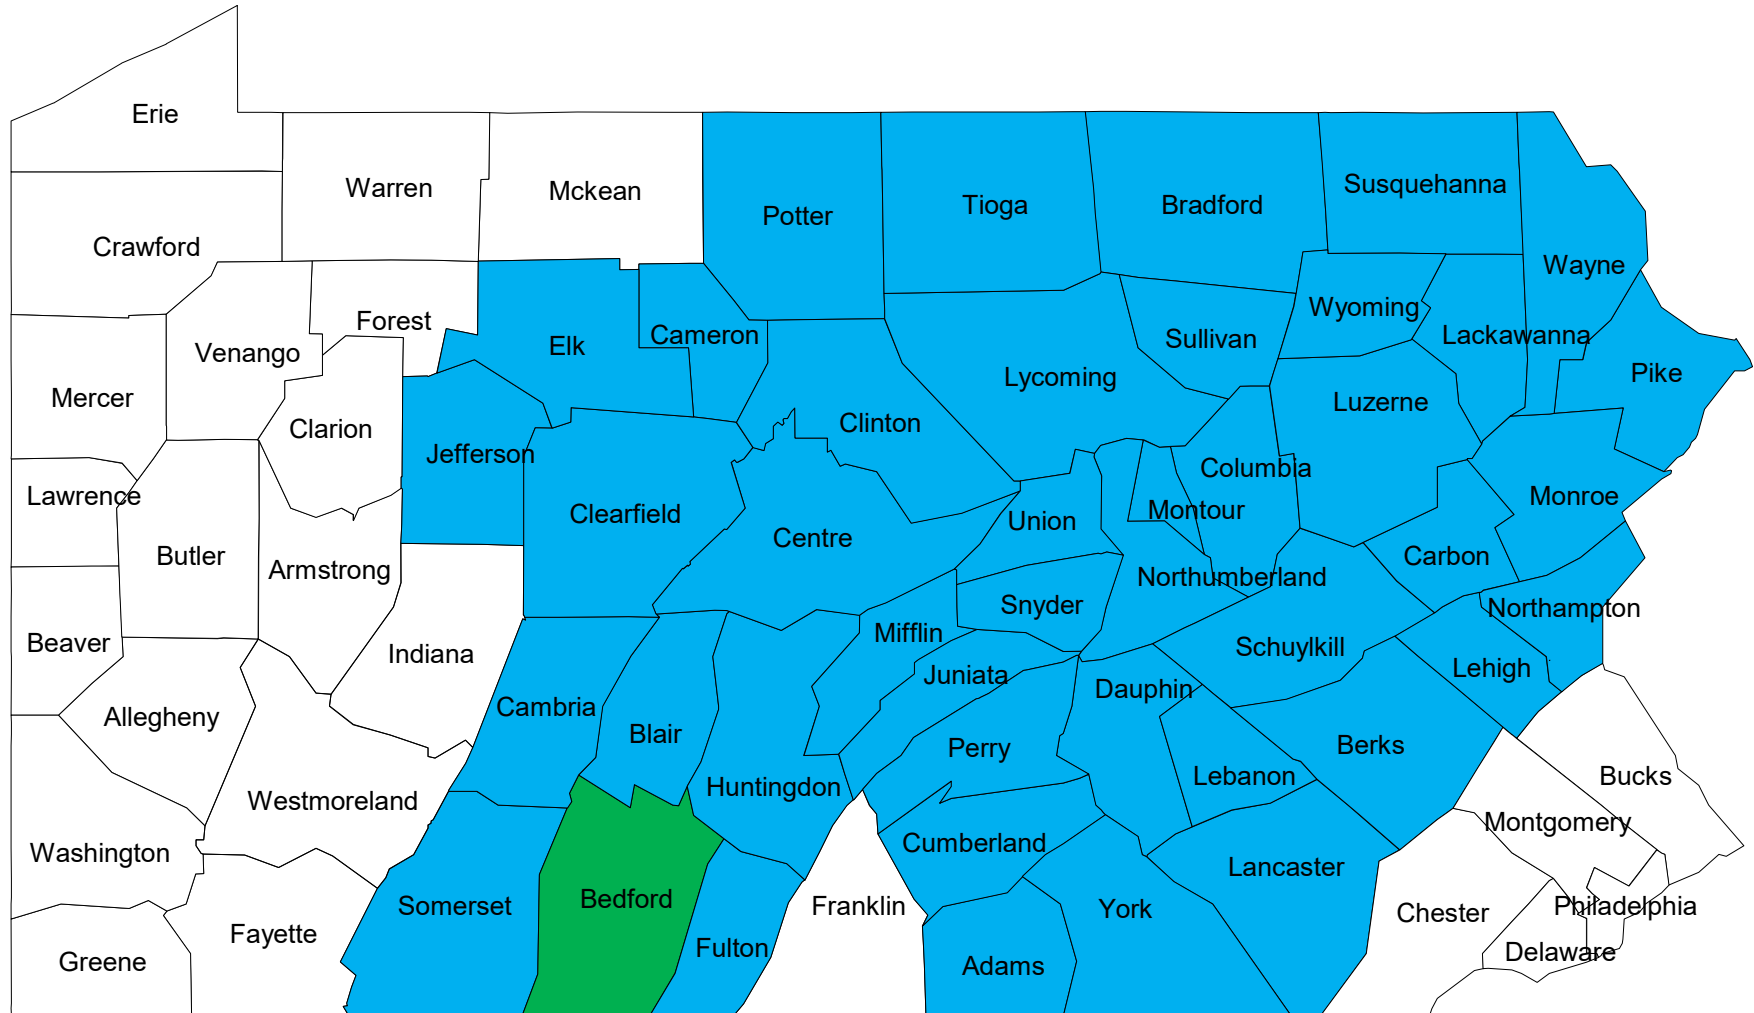 Erie
Warren
Mckean
Susquehanna
Tioga
Bradford
Potter
Crawford
Wayne
Wyoming
Forest
Cameron
Lackawanna
Sullivan
Elk
Venango
Pike
Lycoming
Mercer
Luzerne
Clinton
Clarion
Jefferson
Columbia
Lawrence
Monroe
Montour
Clearfield
Union
Centre
Butler
Carbon
Armstrong
Northumberland
Snyder
Northampton
Mifflin
Beaver
Schuylkill
Indiana
Lehigh
Juniata
Dauphin
Cambria
Allegheny
Blair
Berks
Perry
Lebanon
Bucks
Huntingdon
Westmoreland
Montgomery
Cumberland
Washington
Lancaster
Bedford
Somerset
Franklin
Philadelphia
York
Chester
Fayette
Fulton
Delaware
Greene
Adams